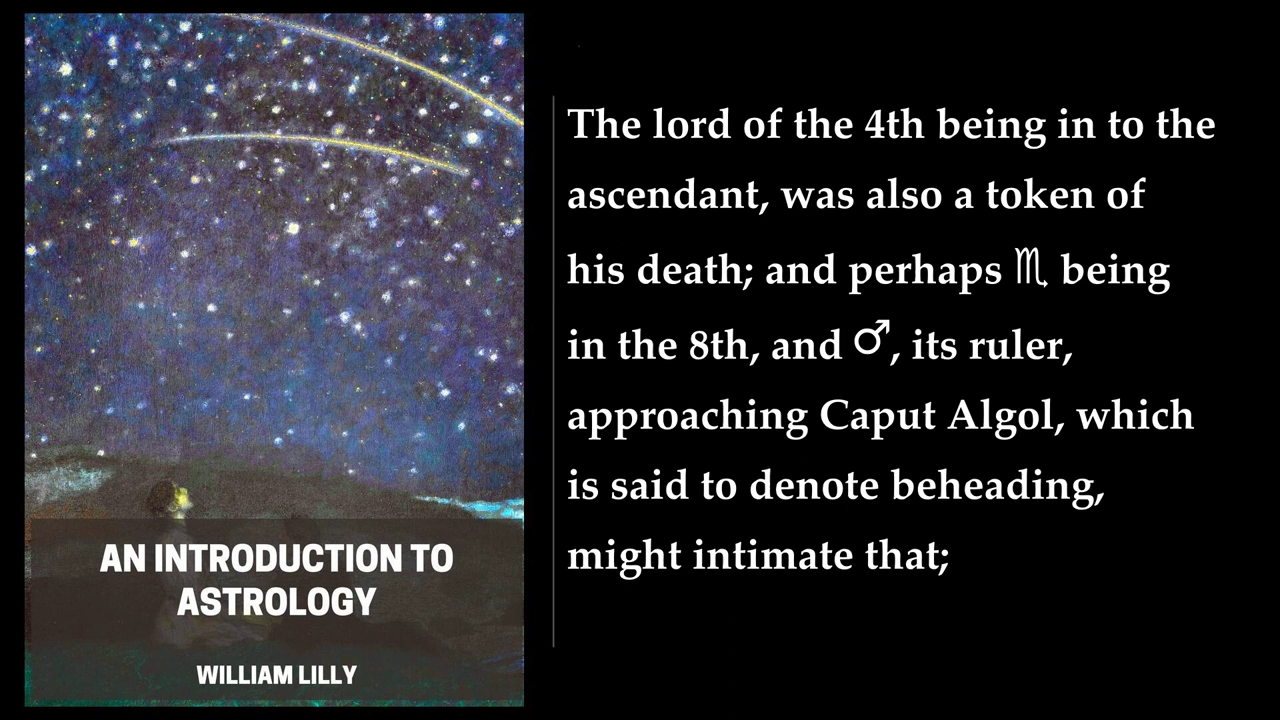 The lord of the 4th being in to the
ascendant, was also a token of
his death; and perhaps ♏ being
in the 8th, and ♂, its ruler,
approaching Caput Algol, which
is said to denote beheading,
might intimate that;
AN INTRODUCTION TO
ASTROLOGY
WILLIAM LILLY